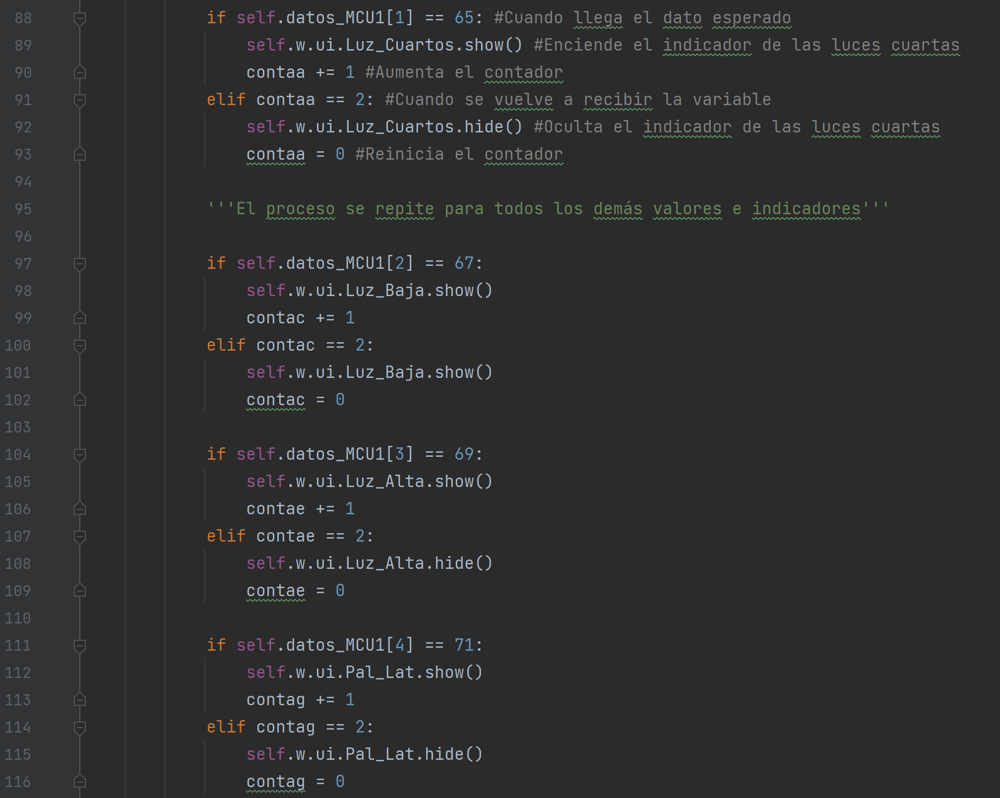 88 if self.datos_MCU1[1] == 65: #Cuando llega el dato esperado
89 self.w.ui.Luz_Cuartos.show() #Enciende el indicador de las luces cuartas
90 contaa += 1 #Aumenta el contador
91 elif contaa == 2: #Cuando se vuelve a recibir la variable
92 self.w.ui.Luz_Cuartos.hide() #Oculta el indicador de las luces cuartas
93 contaa = 0 #Reinicia el contador
94
95 '''El proceso se repite para todos los demás valores e indicadores'''
96
97 if self.datos_MCU1[2] == 67:
98 self.w.ui.Luz_Baja.show()
99 contac += 1
100 elif contac == 2:
101 self.w.ui.Luz_Baja.show()
102 contac = 0
103
104 if self.datos_MCU1[3] == 69:
105 self.w.ui.Luz_Alta.show()
106 contae += 1
107 elif contae == 2:
108 self.w.ui.Luz_Alta.hide()
109 contae = 0
110
111 if self.datos_MCU1[4] == 71:
112 self.w.ui.Pal_Lat.show()
113 contag += 1
114 elif contag == 2:
115 self.w.ui.Pal_Lat.hide()
116 contag = 0